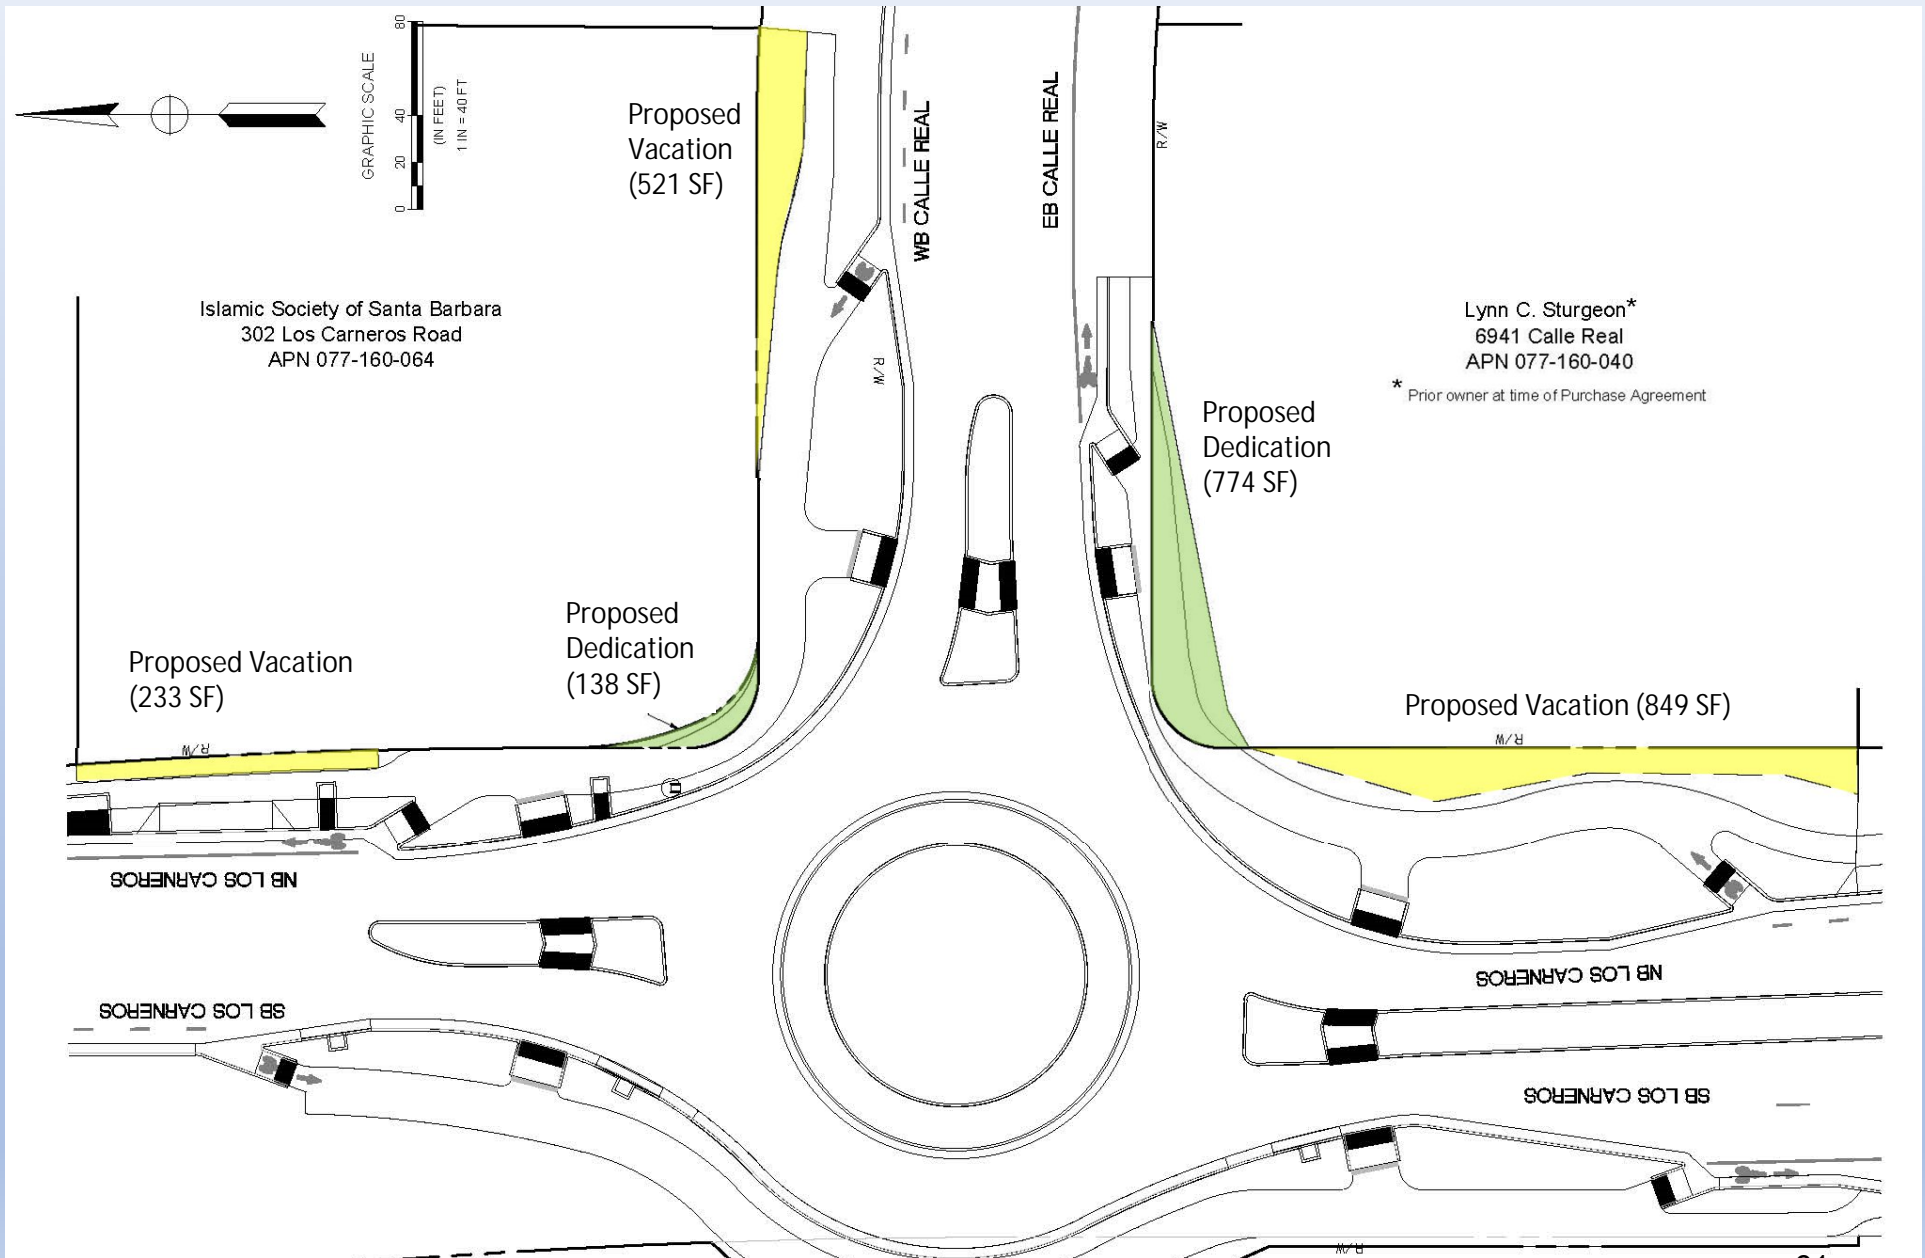 GRAPHIC SCALE
0 20 40 80
(IN FEET)
1 IN = 40 FT
Proposed
Vacation
(521 SF)
WB CALLE REAL
EB CALLE REAL
R/W
Islamic Society of Santa Barbara
302 Los Carneros Road
APN 077-160-064
R/W
Lynn C. Sturgeon*
6941 Calle Real
APN 077-160-040
* Prior owner at time of Purchase Agreement
Proposed
Dedication
(774 SF)
Proposed Vacation
(233 SF)
Proposed
Dedication
(138 SF)
Proposed Vacation (849 SF)
R/W
R/W
NB LOS CARNEROS
NB LOS CARNEROS
SB LOS CARNEROS
SB LOS CARNEROS
R/W